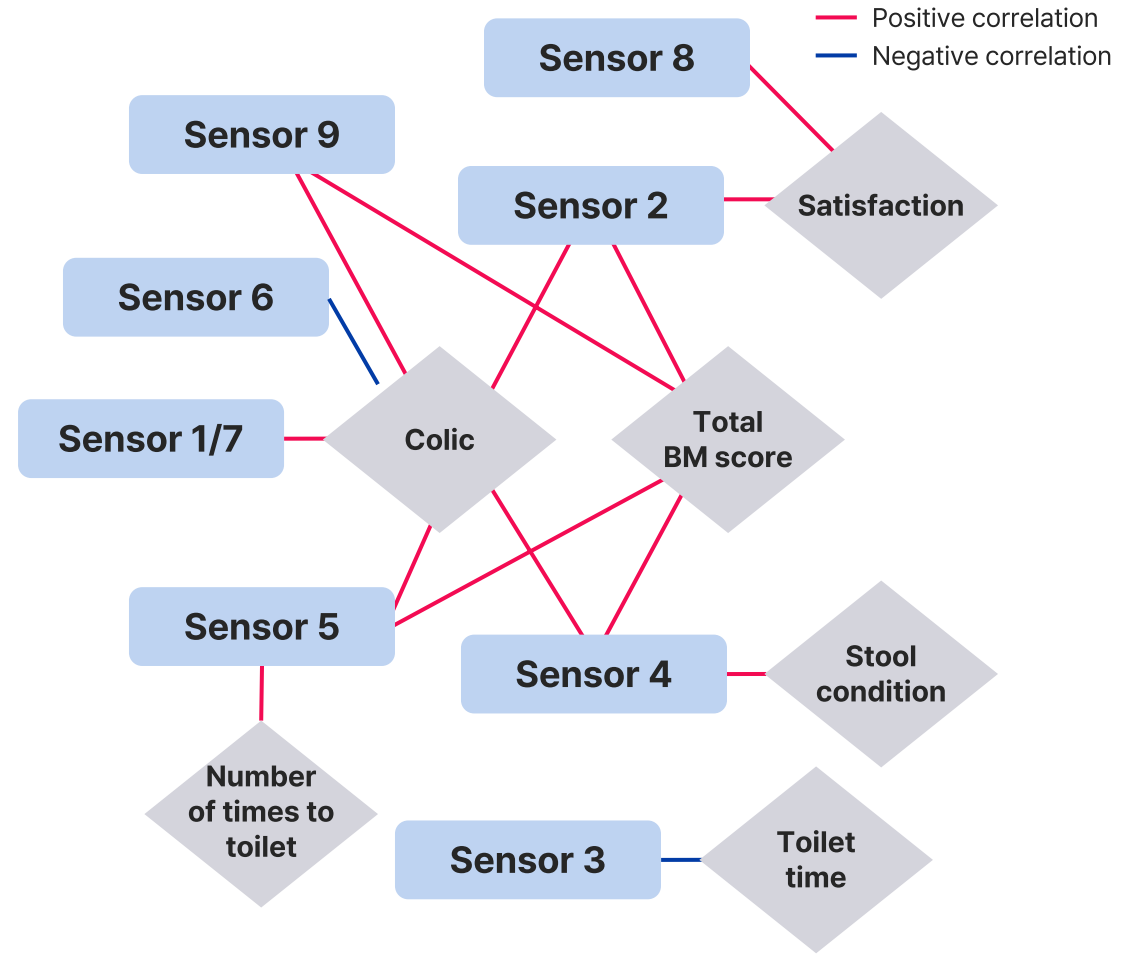 Positive correlation
Negative correlation
Sensor 8
Sensor 9
Sensor 2
Satisfaction
Sensor 6
Sensor 1/7
Colic
Total
BM score
Sensor 5
Sensor 4
Stool
condition
Number
of times to
toilet
Sensor 3
Toilet
time